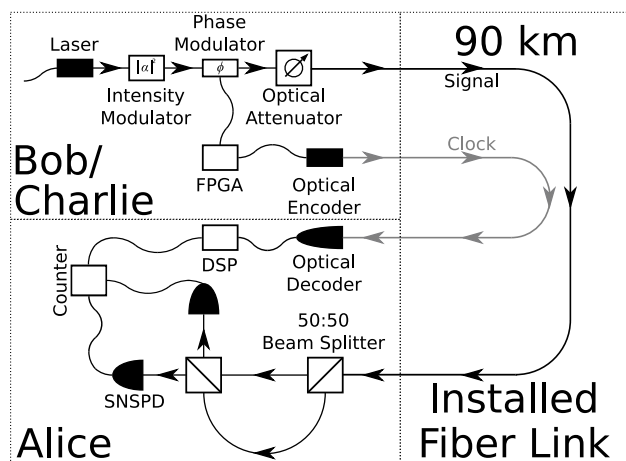 Laser
Phase
Modulator
|α|²
ϕ
Intensity
Modulator
Optical
Attenuator
90 km
Signal
Bob/
Charlie
FPGA
Optical
Encoder
Clock
Counter
DSP
Optical
Decoder
50:50
Beam Splitter
SNSPD
Alice
Installed
Fiber Link